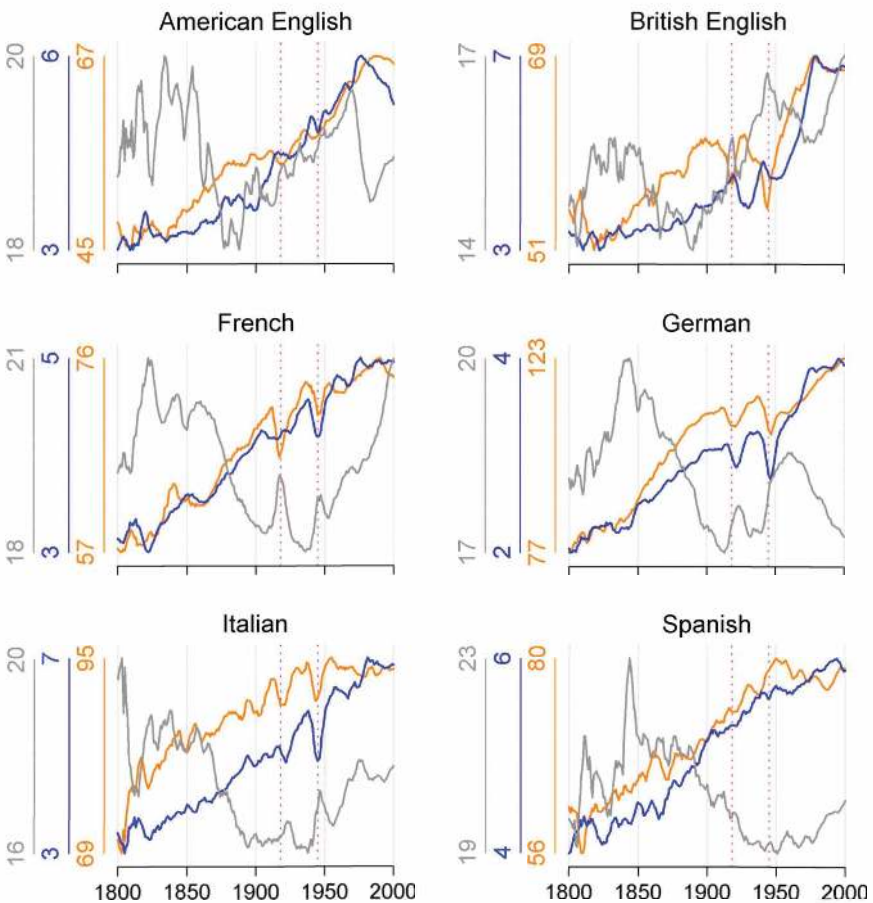 American English
20 6 67
18 3 45
British English
17 7 69
14 3 51
French
21 5 76
18 3 57
German
20 4 123
17 2 77
Italian
20 7 95
16 3 69
1800 1850 1900 1950 2000
Spanish
23 6 80
19 4 56
1800 1850 1900 1950 2000